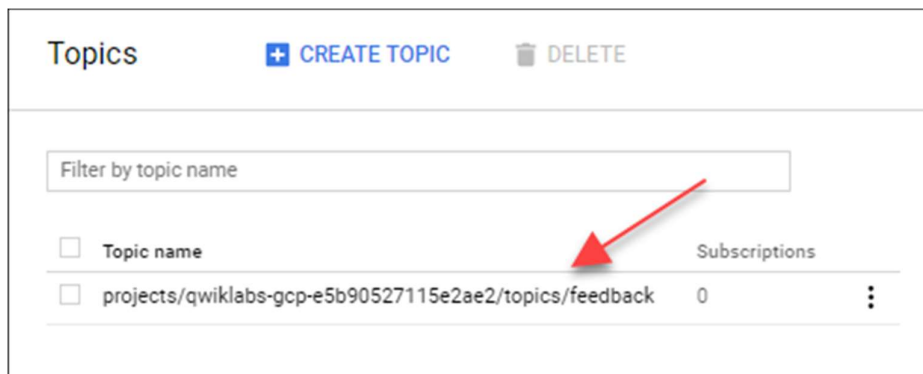 Topics CREATE TOPIC DELETE
Filter by topic name
Topic name Subscriptions
projects/qwiklabs-gcp-e5b90527115e2ae2/topics/feedback 0